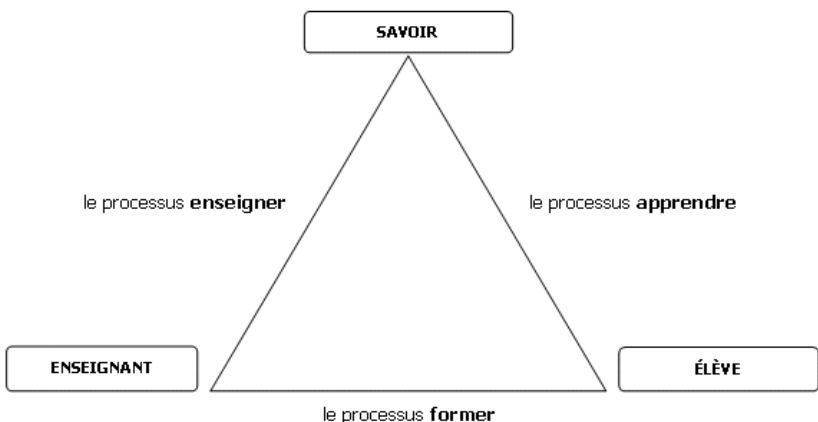 SAVOIR
le processus enseigner
le processus apprendre
ENSEIGNANT
ÉLÈVE
le processus former